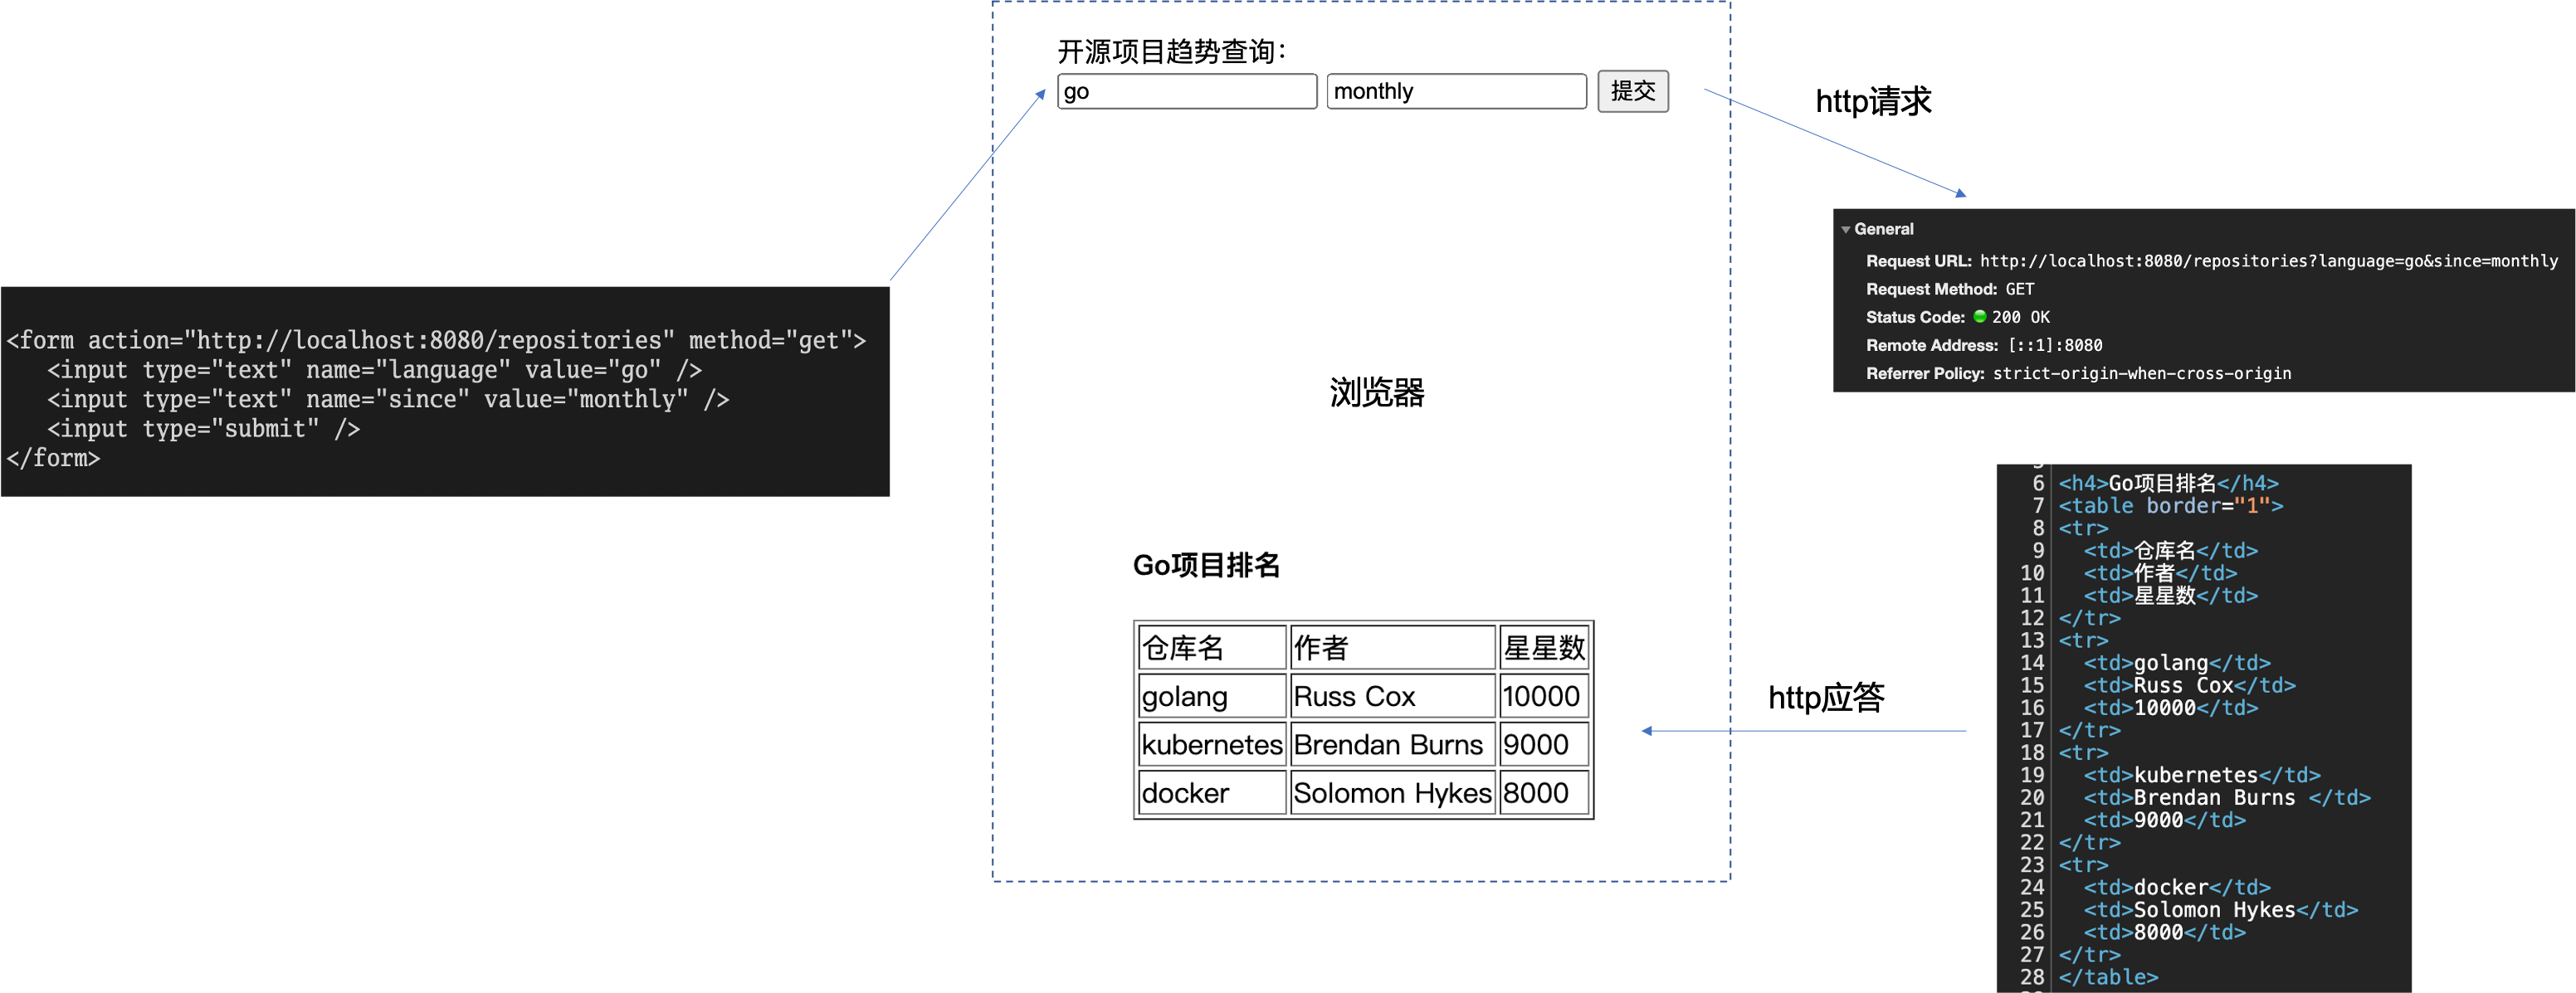 开源项目趋势查询：
go monthly 提交
http请求
General
Request URL: http://localhost:8080/repositories?language=go&since=monthly
Request Method: GET
Status Code: 200 OK
Remote Address: [::1]:8080
Referrer Policy: strict-origin-when-cross-origin
<form action="http://localhost:8080/repositories" method="get">
<input type="text" name="language" value="go" />
<input type="text" name="since" value="monthly" />
<input type="submit" />
</form>
浏览器
Go项目排名
仓库名 作者 星星数
golang Russ Cox 10000
kubernetes Brendan Burns 9000
docker Solomon Hykes 8000
http应答
6 <h4>Go项目排名</h4>
7 <table border="1">
8 <tr>
9 <td>仓库名</td>
10 <td>作者</td>
11 <td>星星数</td>
12 </tr>
13 <tr>
14 <td>golang</td>
15 <td>Russ Cox</td>
16 <td>10000</td>
17 </tr>
18 <tr>
19 <td>kubernetes</td>
20 <td>Brendan Burns </td>
21 <td>9000</td>
22 </tr>
23 <tr>
24 <td>docker</td>
25 <td>Solomon Hykes</td>
26 <td>8000</td>
27 </tr>
28 </table>